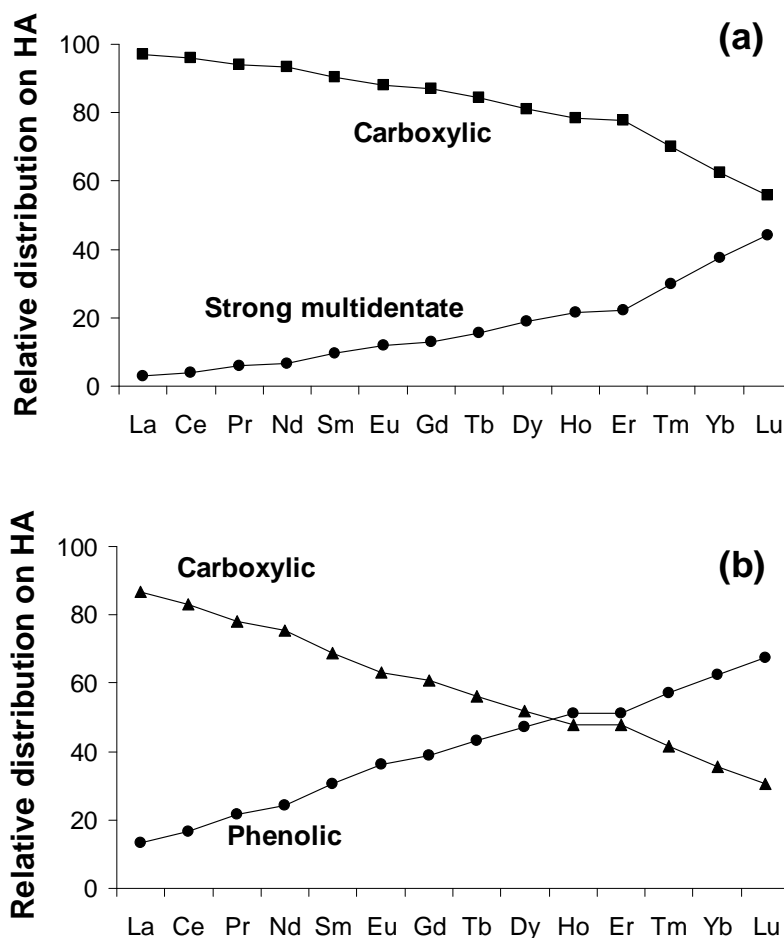 (a)
Relative distribution on HA
100
80
60
40
20
0
Carboxylic
Strong multidentate
La Ce Pr Nd Sm Eu Gd Tb Dy Ho Er Tm Yb Lu
(b)
Relative distribution on HA
100
80
60
40
20
0
Carboxylic
Phenolic
La Ce Pr Nd Sm Eu Gd Tb Dy Ho Er Tm Yb Lu